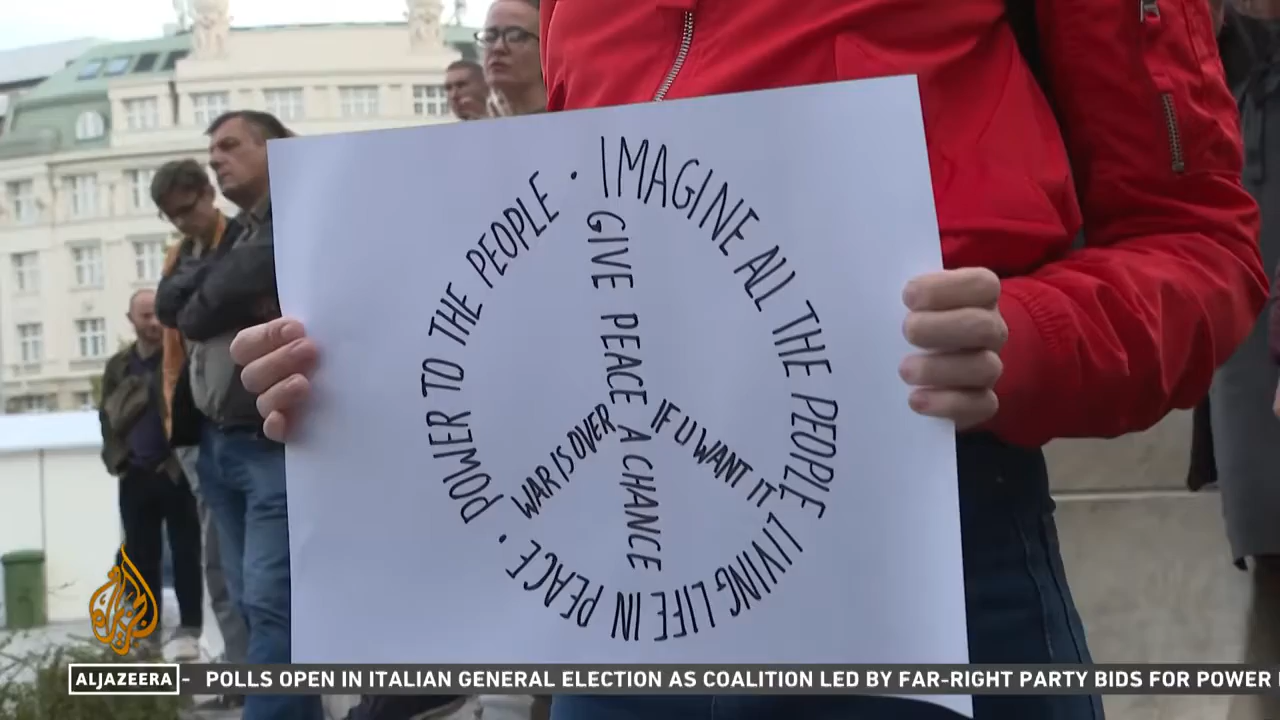 IMAGINE ALL THE PEOPLE LIVING LIFE IN PEACE •
POWER TO THE PEOPLE •
GIVE PEACE A CHANCE
WAR IS OVER
IF U WANT IT
ALJAZEERA
POLLS OPEN IN ITALIAN GENERAL ELECTION AS COALITION LED BY FAR-RIGHT PARTY BIDS FOR POWER